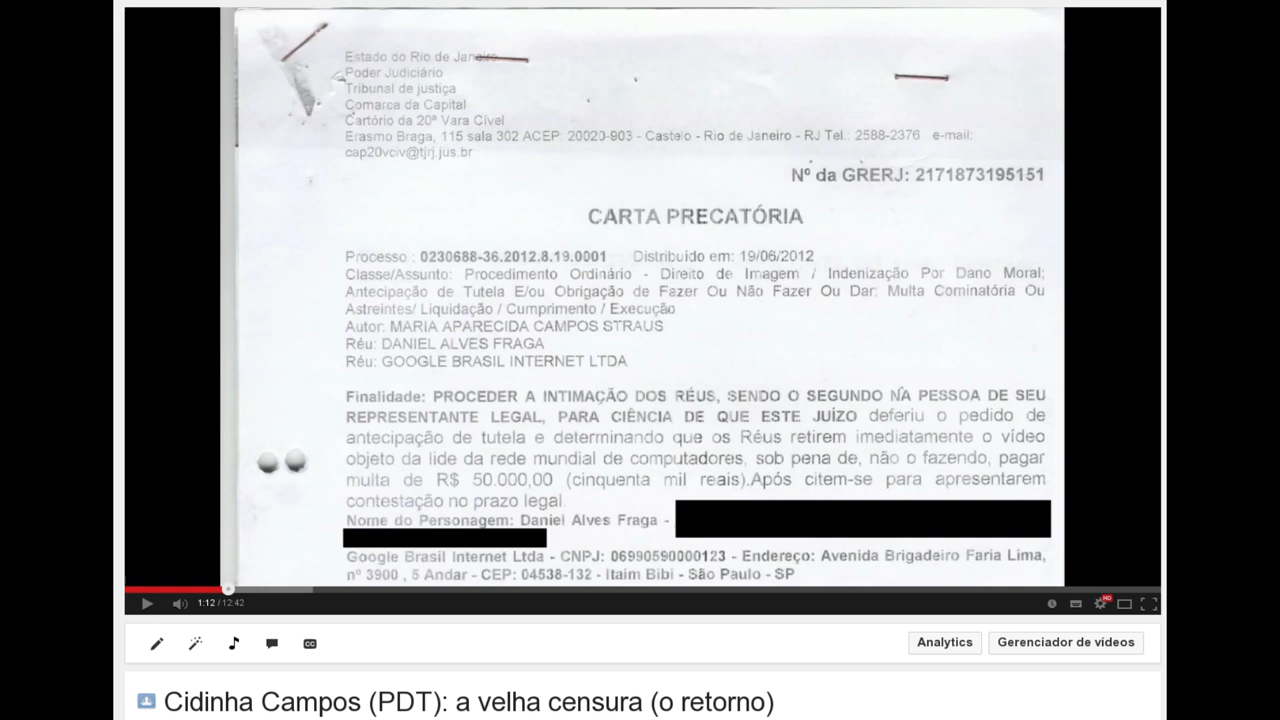 Estado do Rio de Janeiro
Poder Judiciário
Tribunal de justiça
Comarca da Capital
Cartório da 20ª Vara Cível
Erasmo Braga, 115 sala 302 ACEP: 20020-903 - Castelo - Rio de Janeiro - RJ Tel.: 2588-2376 e-mail:
cap20vciv@tjrj.jus.br
Nº da GRERJ: 2171873195151
CARTA PRECATÓRIA
Processo : 0230688-36.2012.8.19.0001 Distribuído em: 19/06/2012
Classe/Assunto: Procedimento Ordinário - Direito de Imagem / Indenização Por Dano Moral;
Antecipação de Tutela E/ou Obrigação de Fazer Ou Não Fazer Ou Dar; Multa Cominatória Ou
Astreintes/ Liquidação / Cumprimento / Execução
Autor: MARIA APARECIDA CAMPOS STRAUS
Réu: DANIEL ALVES FRAGA
Réu: GOOGLE BRASIL INTERNET LTDA
Finalidade: PROCEDER A INTIMAÇÃO DOS RÉUS, SENDO O SEGUNDO NA PESSOA DE SEU
REPRESENTANTE LEGAL, PARA CIÊNCIA DE QUE ESTE JUÍZO deferiu o pedido de
antecipação de tutela e determinando que os Réus retirem imediatamente o vídeo
objeto da lide da rede mundial de computadores, sob pena de, não o fazendo, pagar
multa de R$ 50.000,00 (cinquenta mil reais).Após citem-se para apresentarem
contestação no prazo legal.
Nome do Personagem: Daniel Alves Fraga -
Google Brasil Internet Ltda - CNPJ: 06990590000123 - Endereço: Avenida Brigadeiro Faria Lima,
nº 3900 , 5 Andar - CEP: 04538-132 - Itaim Bibi - São Paulo - SP
1:12 / 12:42
HD
CC
Analytics
Gerenciador de vídeos
Cidinha Campos (PDT): a velha censura (o retorno)